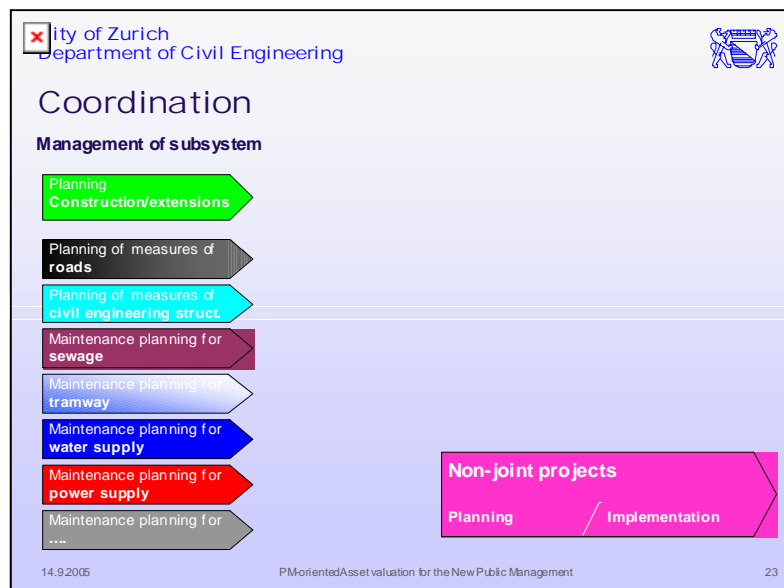 ity of Zurich
Department of Civil Engineering
Coordination
Management of subsystem
Planning
Construction/extensions
Planning of measures of
roads
Planning of measures of
civil engineering struct.
Maintenance planning for
sewage
Maintenance planning for
tramway
Maintenance planning for
water supply
Maintenance planning for
power supply
Maintenance planning for
....
Non-joint projects
Planning
Implementation
14.9.2005
PM-orientedAsset valuation for the New Public Management
23